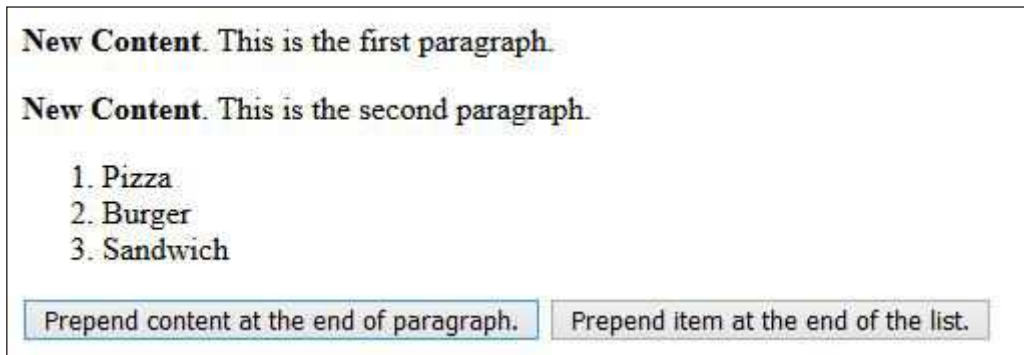 New Content. This is the first paragraph.
New Content. This is the second paragraph.
1. Pizza
2. Burger
3. Sandwich
Prepend content at the end of paragraph. Prepend item at the end of the list.